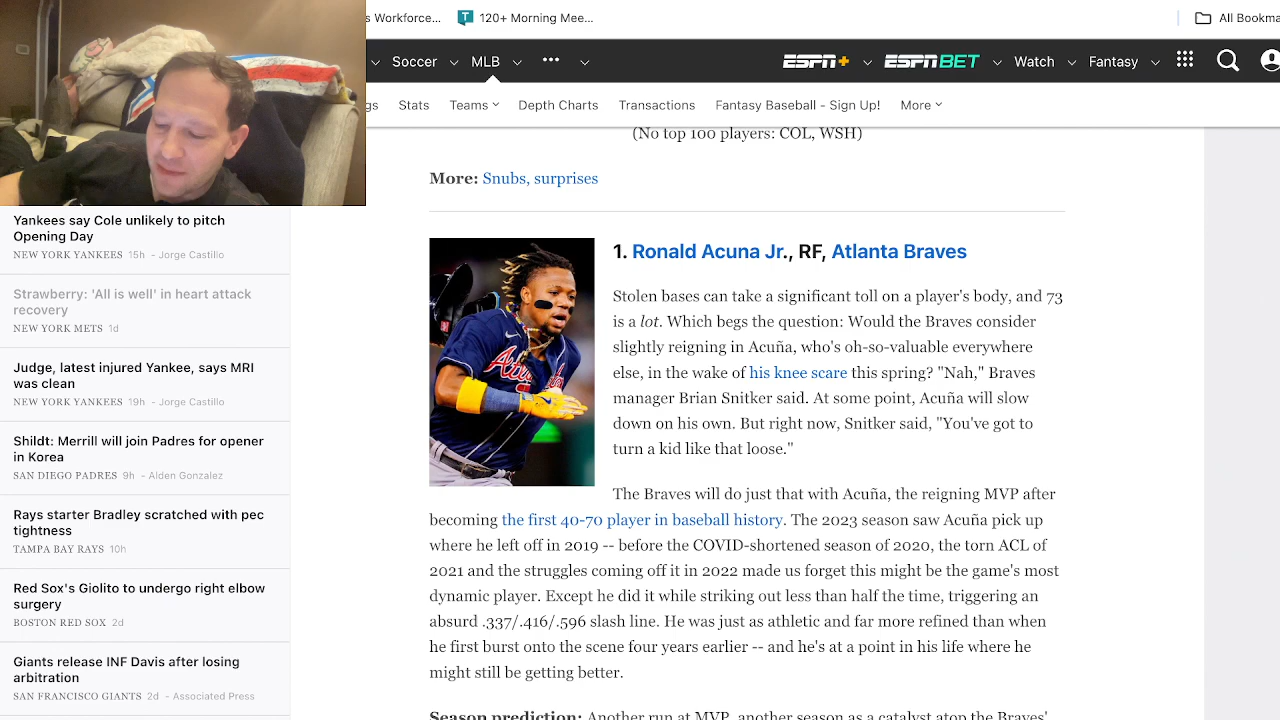 s Workforce...
120+ Morning Mee...
All Bookma
Soccer
MLB
...
ESPN+
ESPN BET
Watch
Fantasy
gs
Stats
Teams
Depth Charts
Transactions
Fantasy Baseball - Sign Up!
More
(No top 100 players: COL, WSH)
More: Snubs, surprises
Yankees say Cole unlikely to pitch
Opening Day
NEW YORK YANKEES 15h - Jorge Castillo
Strawberry: 'All is well' in heart attack
recovery
NEW YORK METS 1d
Judge, latest injured Yankee, says MRI
was clean
NEW YORK YANKEES 19h - Jorge Castillo
Shildt: Merrill will join Padres for opener
in Korea
SAN DIEGO PADRES 9h - Alden Gonzalez
Rays starter Bradley scratched with pec
tightness
TAMPA BAY RAYS 10h
Red Sox's Giolito to undergo right elbow
surgery
BOSTON RED SOX 2d
Giants release INF Davis after losing
arbitration
SAN FRANCISCO GIANTS 2d - Associated Press
1. Ronald Acuna Jr., RF, Atlanta Braves
Stolen bases can take a significant toll on a player's body, and 73
is a lot. Which begs the question: Would the Braves consider
slightly reigning in Acuña, who's oh-so-valuable everywhere
else, in the wake of his knee scare this spring? "Nah," Braves
manager Brian Snitker said. At some point, Acuña will slow
down on his own. But right now, Snitker said, "You've got to
turn a kid like that loose."
The Braves will do just that with Acuña, the reigning MVP after
becoming the first 40-70 player in baseball history. The 2023 season saw Acuña pick up
where he left off in 2019 -- before the COVID-shortened season of 2020, the torn ACL of
2021 and the struggles coming off it in 2022 made us forget this might be the game's most
dynamic player. Except he did it while striking out less than half the time, triggering an
absurd .337/.416/.596 slash line. He was just as athletic and far more refined than when
he first burst onto the scene four years earlier -- and he's at a point in his life where he
might still be getting better.
Season prediction: Another run at MVP, another season as a catalyst atop the Braves'